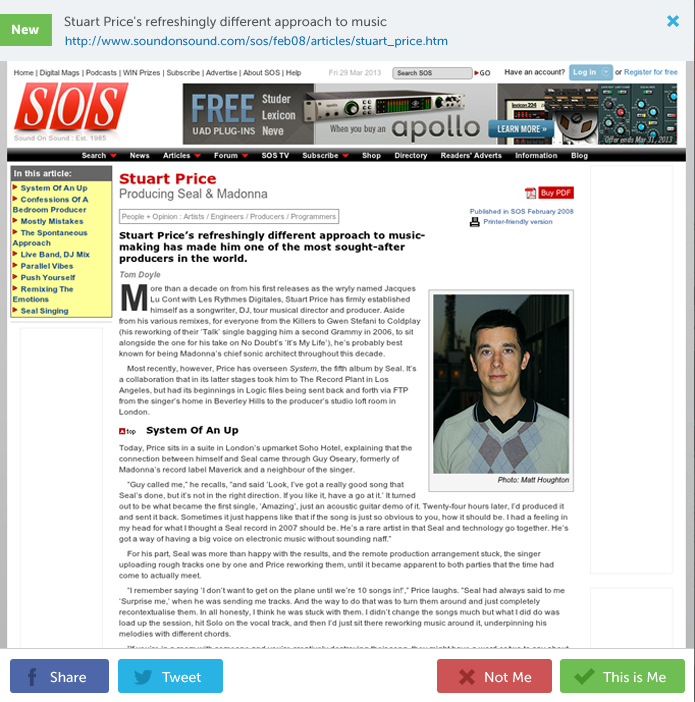 New
Stuart Price's refreshingly different approach to music
http://www.soundonsound.com/sos/feb08/articles/stuart_price.htm
Home | Digital Mags | Podcasts | WIN Prizes | Subscribe | Advertise | About SOS | Help
Fri 29 Mar 2013
Search SOS
GO
Have an account? Log in or Register for free
SOS
Sound On Sound : Est. 1985
FREE
UAD PLUG-INS
Studer
Lexicon
Neve
When you buy an apollo
LEARN MORE »
lexicon 224
Offer ends Mar 31, 2013
Search News Articles Forum SOS TV Subscribe Shop Directory Readers' Adverts Information Blog
In this article:
System Of An Up
Confessions Of A
Bedroom Producer
Mostly Mistakes
The Spontaneous
Approach
Live Band, DJ Mix
Parallel Vibes
Push Yourself
Remixing The
Emotions
Seal Singing
Stuart Price
Producing Seal & Madonna
Buy PDF
People + Opinion : Artists / Engineers / Producers / Programmers
Published in SOS February 2008
Printer-friendly version
Stuart Price's refreshingly different approach to music-
making has made him one of the most sought-after
producers in the world.
Tom Doyle
More than a decade on from his first releases as the wryly named Jacques
Lu Cont with Les Rythmes Digitales, Stuart Price has firmly established
himself as a songwriter, DJ, tour musical director and producer. Aside
from his various remixes, for everyone from the Killers to Gwen Stefani to Coldplay
(his reworking of their 'Talk' single bagging him a second Grammy in 2006, to sit
alongside the one for his take on No Doubt's 'It's My Life'), he's probably best
known for being Madonna's chief sonic architect throughout this decade.
Most recently, however, Price has overseen System, the fifth album by Seal. It's
a collaboration that in its latter stages took him to The Record Plant in Los
Angeles, but had its beginnings in Logic files being sent back and forth via FTP
from the singer's home in Beverley Hills to the producer's studio loft room in
London.
Photo: Matt Houghton
top
System Of An Up
Today, Price sits in a suite in London's upmarket Soho Hotel, explaining that the
connection between himself and Seal came through Guy Oseary, formerly of
Madonna's record label Maverick and a neighbour of the singer.
"Guy called me," he recalls, "and said 'Look, I've got a really good song that
Seal's done, but it's not in the right direction. If you like it, have a go at it.' It turned
out to be what became the first single, 'Amazing', just an acoustic guitar demo of it. Twenty-four hours later, I'd produced it
and sent it back. Sometimes it just happens like that if the song is just so obvious to you, how it should be. I had a feeling in
my head for what I thought a Seal record in 2007 should be. He's a rare artist in that Seal and technology go together. He's
got a way of having a big voice on electronic music without sounding naff."
For his part, Seal was more than happy with the results, and the remote production arrangement stuck, the singer
uploading rough tracks one by one and Price reworking them, until it became apparent to both parties that the time had
come to actually meet.
"I remember saying 'I don't want to get on the plane until we're 10 songs in!'," Price laughs. "Seal had always said to me
'Surprise me,' when he was sending me tracks. And the way to do that was to turn them around and just completely
recontextualise them. In all honesty, I think he was stuck with them. I didn't change the songs much but what I did do was
load up the session, hit Solo on the vocal track, and then I'd just sit there reworking music around it, underpinning his
melodies with different chords.
Share
Tweet
Not Me
This is Me